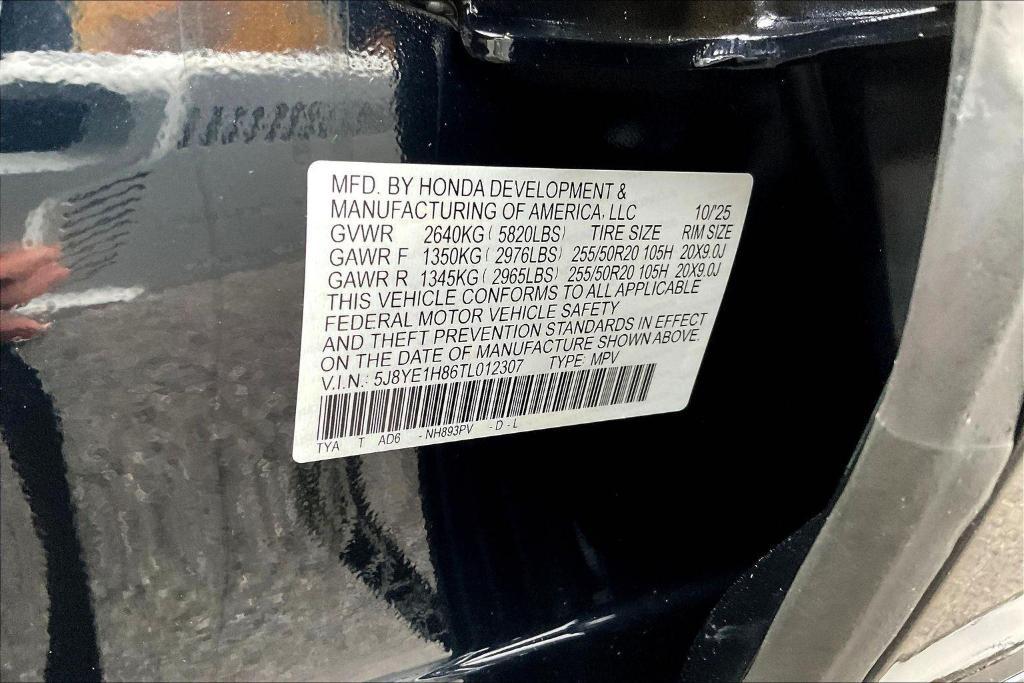 MFD. BY HONDA DEVELOPMENT &
MANUFACTURING OF AMERICA, LLC 10/'25
GVWR 2640KG ( 5820LBS) TIRE SIZE RIM SIZE
GAWR F 1350KG ( 2976LBS) 255/50R20 105H 20X9.0J
GAWR R 1345KG ( 2965LBS) 255/50R20 105H 20X9.0J
THIS VEHICLE CONFORMS TO ALL APPLICABLE
FEDERAL MOTOR VEHICLE SAFETY
AND THEFT PREVENTION STANDARDS IN EFFECT
ON THE DATE OF MANUFACTURE SHOWN ABOVE.
V.I.N.: 5J8YE1H86TL012307 TYPE: MPV
TYA T AD6 -NH893PV -D-L